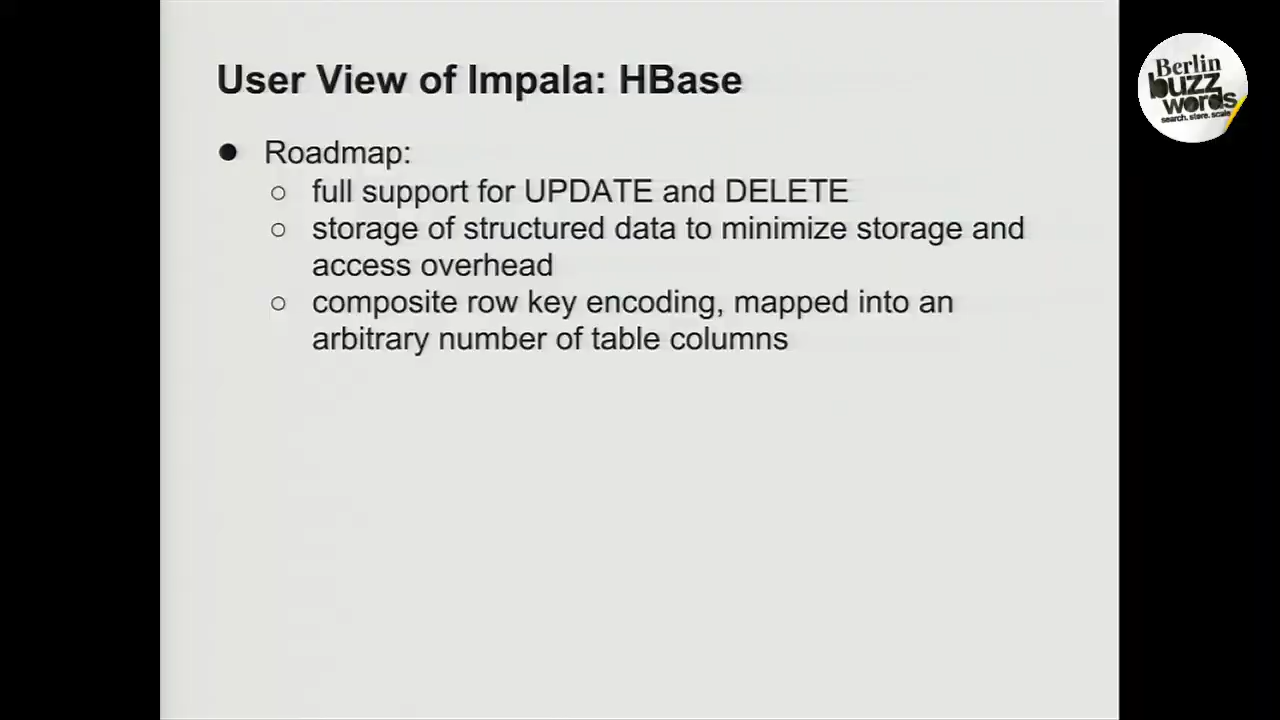 User View of Impala: HBase
● Roadmap:
○ full support for UPDATE and DELETE
○ storage of structured data to minimize storage and
access overhead
○ composite row key encoding, mapped into an
arbitrary number of table columns
Berlin
buzz
words
search. store. scale